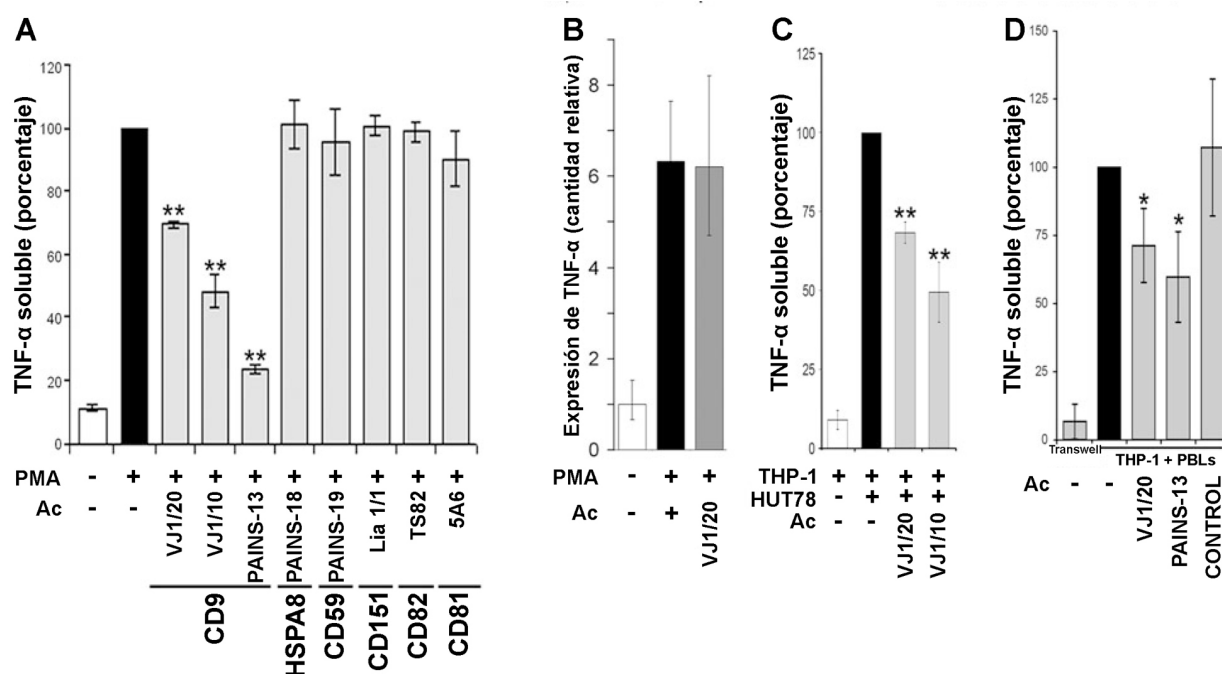 A
TNF-α soluble (porcentaje)
120
100
80
60
40
20
0
** ** **
PMA - + + + + + + + + +
Ac - - VJ1/20 VJ1/10 PAINS-13 PAINS-18 PAINS-19 Lia 1/1 TS82 5A6
CD9 HSPA8 CD59 CD151 CD82 CD81
B
Expresión de TNF-α (cantidad relativa)
8
6
4
2
0
PMA - + +
Ac - + VJ1/20
C
TNF-α soluble (porcentaje)
125
100
75
50
25
0
** **
THP-1 + + + +
HUT78 - + + +
Ac - - VJ1/20 VJ1/10
D
TNF-α soluble (porcentaje)
150
125
100
75
50
25
0
* *
Transwell THP-1 + PBLs
Ac - - VJ1/20 PAINS-13 CONTROL